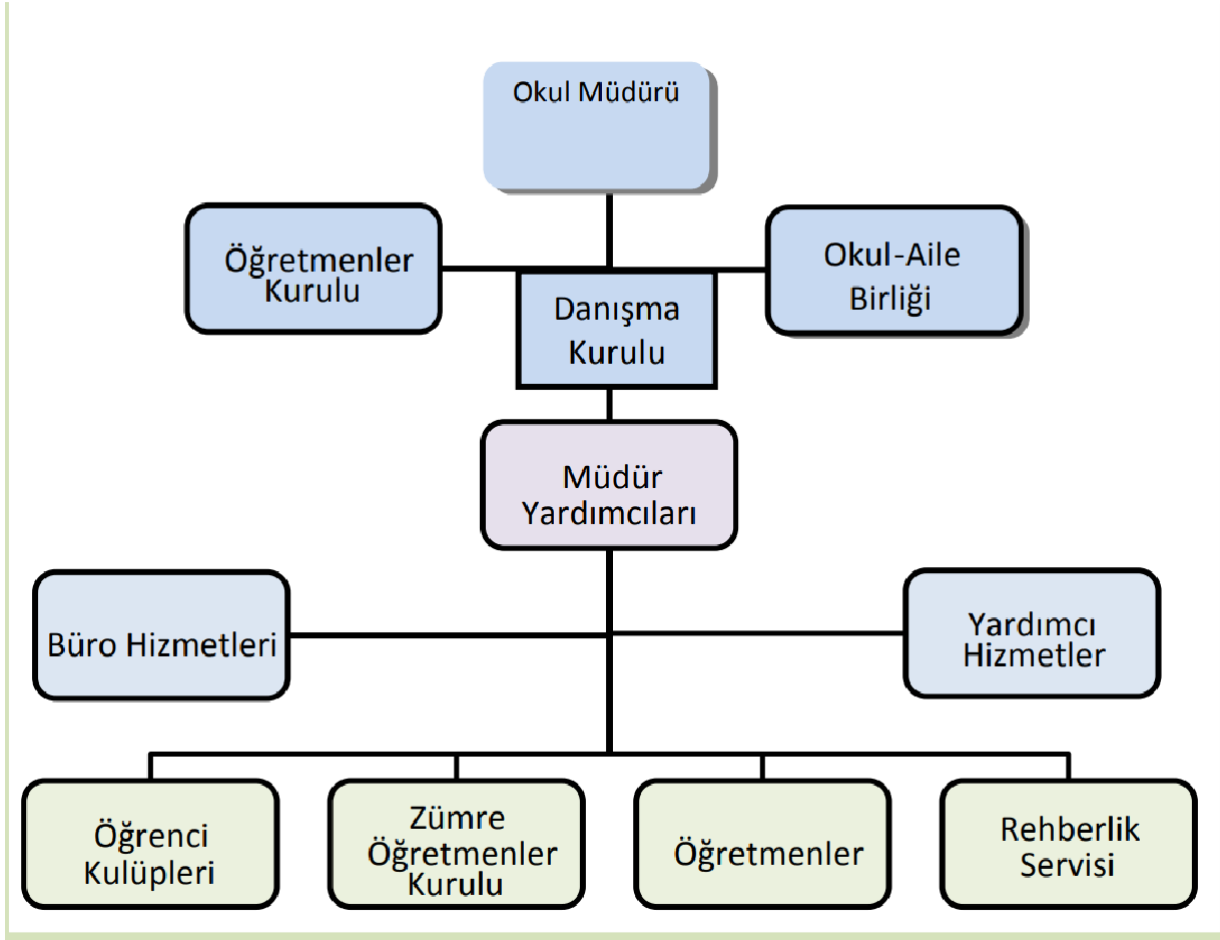 Okul Müdürü
Öğretmenler
Kurulu
Okul-Aile
Birliği
Danışma
Kurulu
Müdür
Yardımcıları
Büro Hizmetleri
Yardımcı
Hizmetler
Öğrenci
Kulüpleri
Zümre
Öğretmenler
Kurulu
Öğretmenler
Rehberlik
Servisi